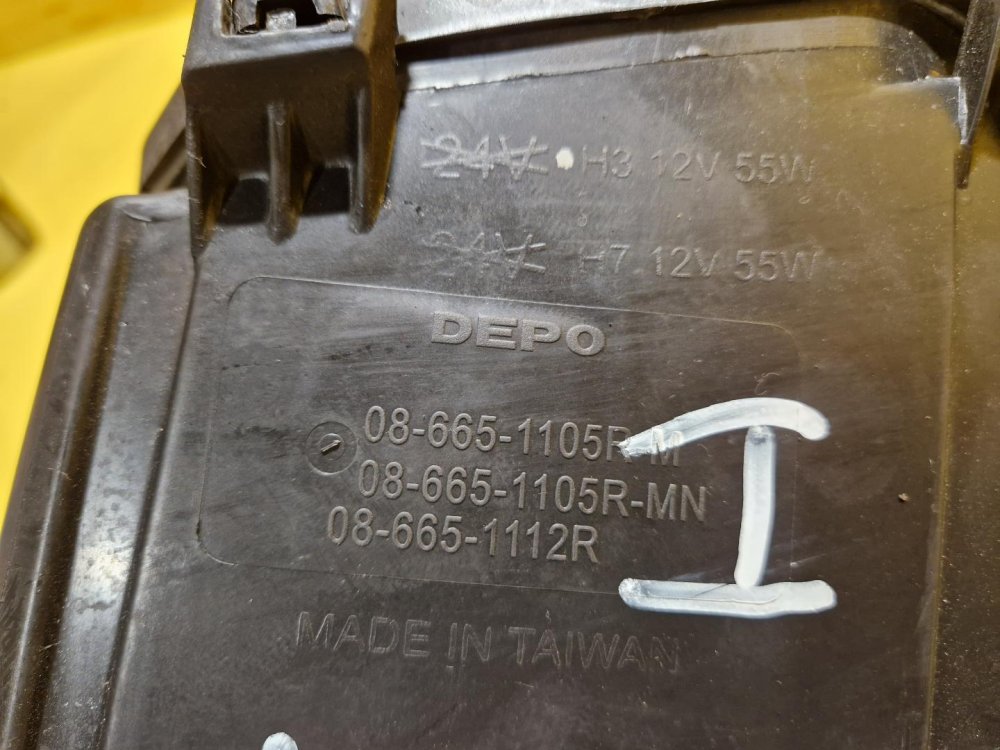 24V H3 12V 55W
24V H7 12V 55W
DEPO
08-665-1105R-M
08-665-1105R-MN
08-665-1112R
I
MADE IN TAIWAN